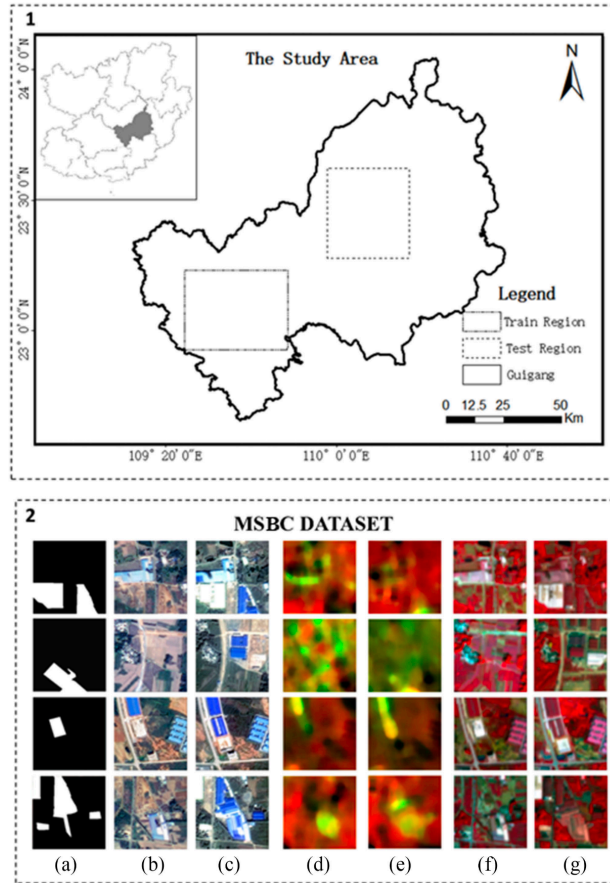 1
The Study Area
N
24° 0′0″N
23° 30′0″N
23° 0′0″N
Legend
Train Region
Test Region
Guigang
0 12.5 25 50
Km
109° 20′0″E 110° 0′0″E 110° 40′0″E
2
MSBC DATASET
(a) (b) (c) (d) (e) (f) (g)